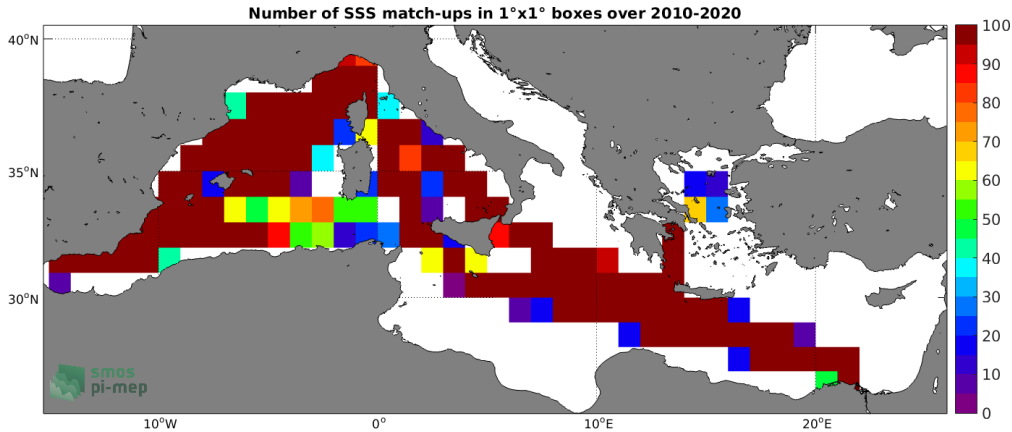 Number of SSS match-ups in 1°x1° boxes over 2010-2020
40°N
35°N
30°N
10°W
0°
10°E
20°E
100
90
80
70
60
50
40
30
20
10
0
smos
pi-mep